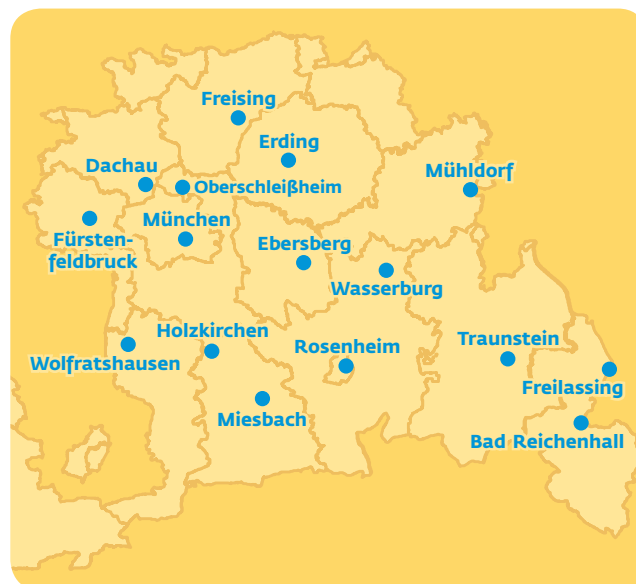 Freising
Erding
Dachau
Mühldorf
Oberschleißheim
München
Fürsten-
feldbruck
Ebersberg
Wasserburg
Holzkirchen
Rosenheim
Traunstein
Wolfratshausen
Freilassing
Miesbach
Bad Reichenhall